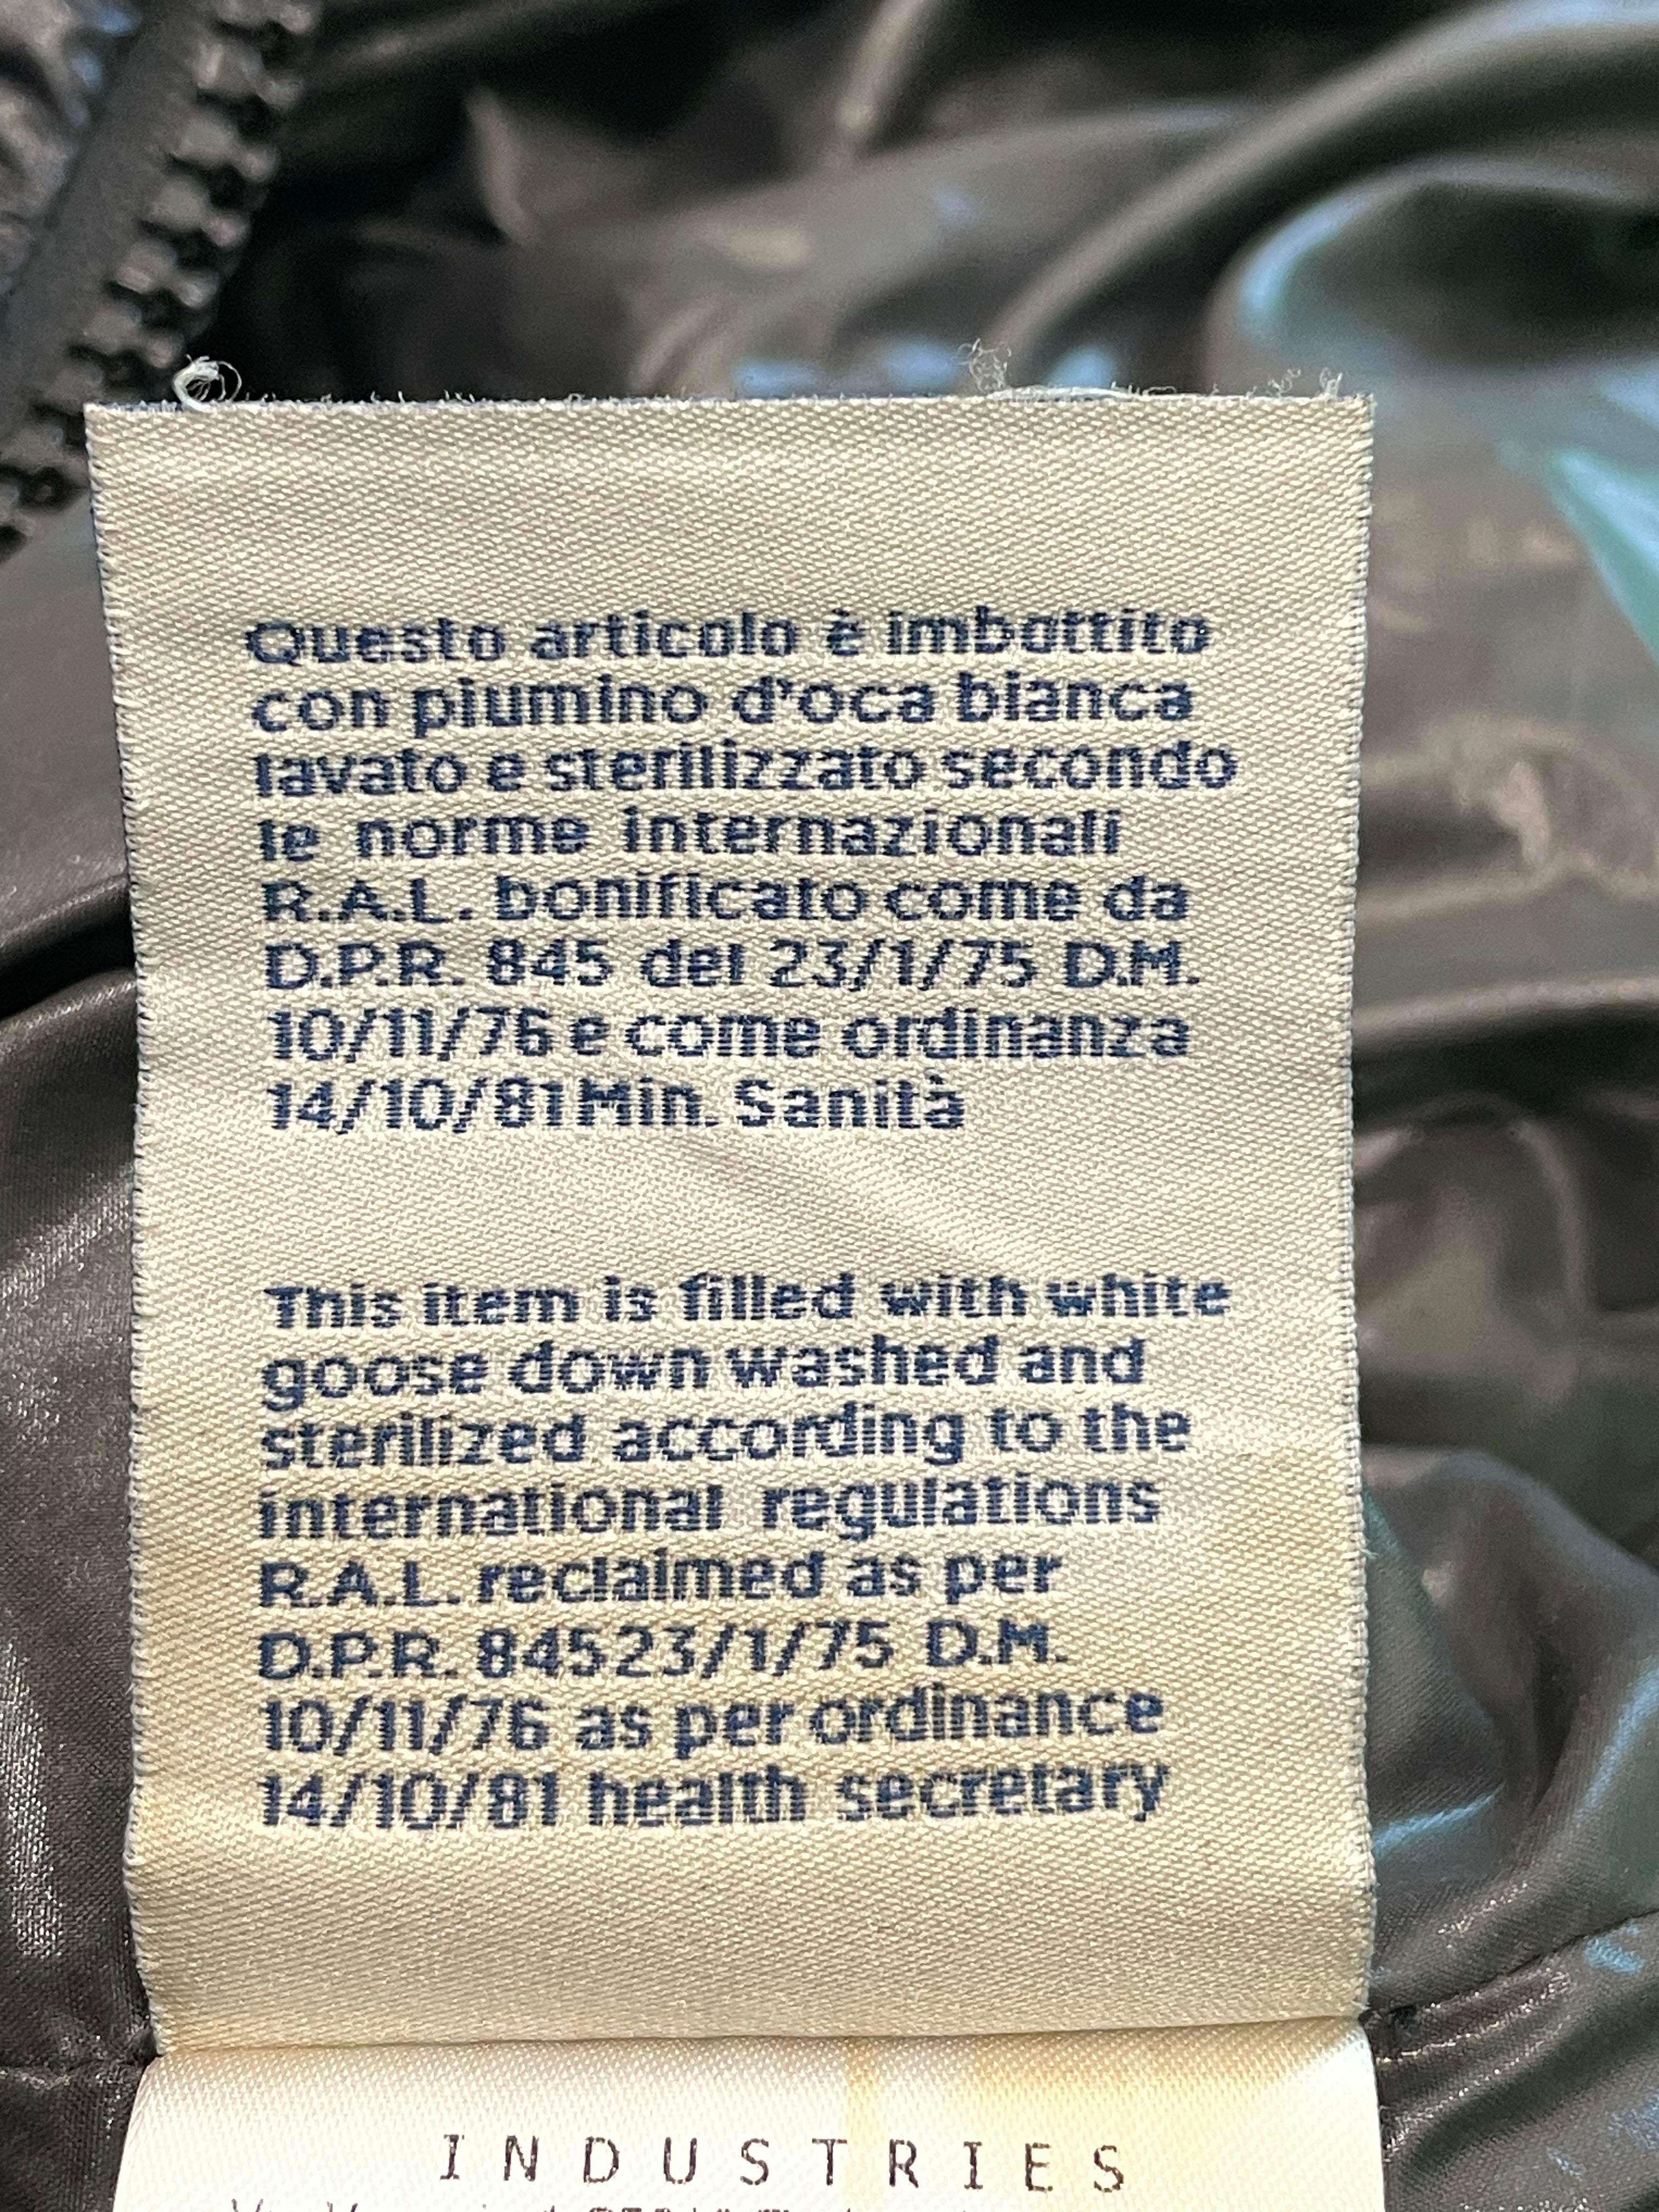 Questo articolo è imbottito
con piumino d'oca bianca
lavato e sterilizzato secondo
le norme internazionali
R.A.L. bonificato come da
D.P.R. 845 del 23/1/75 D.M.
10/11/76 e come ordinanza
14/10/81 Min. Sanità
This item is filled with white
goose down washed and
sterilized according to the
international regulations
R.A.L. reclaimed as per
D.P.R. 84523/1/75 D.M.
10/11/76 as per ordinance
14/10/81 health secretary
INDUSTRIES